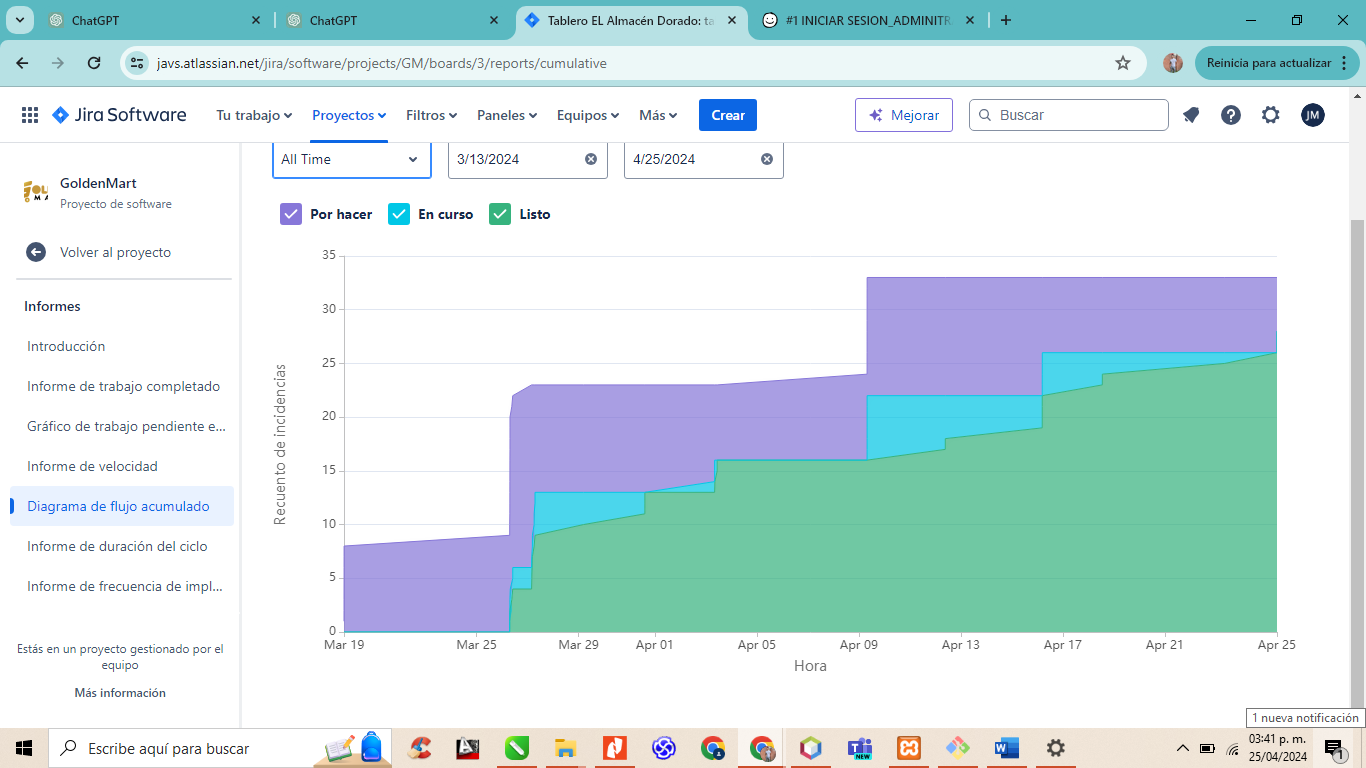 ChatGPT
ChatGPT
Tablero EL Almacén Dorado: ta
#1 INICIAR SESION_ADMINITRA
javs.atlassian.net/jira/software/projects/GM/boards/3/reports/cumulative
Reinicia para actualizar
Jira Software
Tu trabajo
Proyectos
Filtros
Paneles
Equipos
Más
Crear
Mejorar
Buscar
JM
GoldenMart
Proyecto de software
Volver al proyecto
Informes
Introducción
Informe de trabajo completado
Gráfico de trabajo pendiente e...
Informe de velocidad
Diagrama de flujo acumulado
Informe de duración del ciclo
Informe de frecuencia de impl...
Estás en un proyecto gestionado por el
equipo
Más información
All Time
3/13/2024
4/25/2024
Por hacer
En curso
Listo
Recuento de incidencias
35
30
25
20
15
10
5
0
Mar 19
Mar 25
Mar 29
Apr 01
Apr 05
Apr 09
Apr 13
Apr 17
Apr 21
Apr 25
Hora
1 nueva notificación
Escribe aquí para buscar
NEW
03:41 p. m.
25/04/2024
1